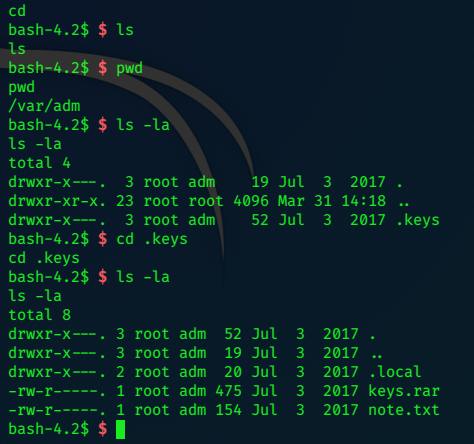 cd
bash-4.2$ $ ls
ls
bash-4.2$ $ pwd
pwd
/var/adm
bash-4.2$ $ ls -la
ls -la
total 4
drwxr-x---.  3 root adm    19 Jul  3  2017 .
drwxr-xr-x. 23 root root 4096 Mar 31 14:18 ..
drwxr-x---.  3 root adm    52 Jul  3  2017 .keys
bash-4.2$ $ cd .keys
cd .keys
bash-4.2$ $ ls -la
ls -la
total 8
drwxr-x---. 3 root adm  52 Jul  3  2017 .
drwxr-x---. 3 root adm  19 Jul  3  2017 ..
drwxr-x---. 2 root adm  20 Jul  3  2017 .local
-rw-r-----. 1 root adm 475 Jul  3  2017 keys.rar
-rw-r-----. 1 root adm 154 Jul  3  2017 note.txt
bash-4.2$ $